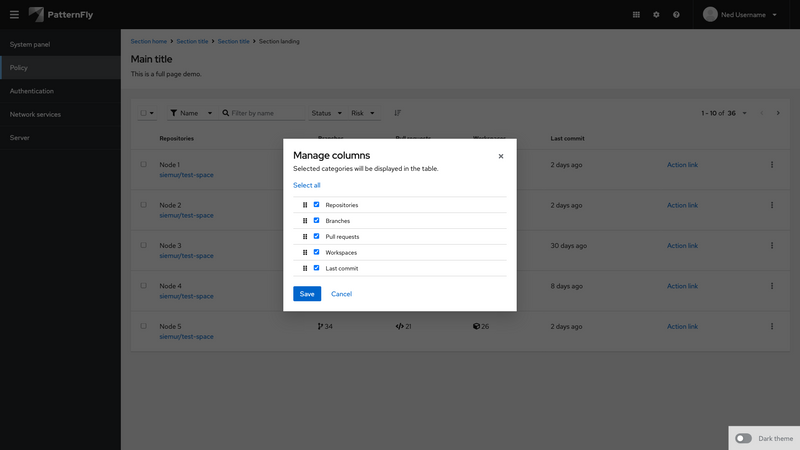 PatternFly
Ned Username
System panel
Policy
Authentication
Network services
Server
Section home
Section title
Section title
Section landing
Main title
This is a full page demo.
Name
Filter by name
Status
Risk
1 - 10 of 36
Repositories
Branches
Pull requests
Workspaces
Last commit
Node 1
siemur/test-space
2 days ago
Action link
Node 2
siemur/test-space
2 days ago
Action link
Node 3
siemur/test-space
30 days ago
Action link
Node 4
siemur/test-space
8 days ago
Action link
Node 5
siemur/test-space
34
21
26
2 days ago
Action link
Manage columns
Selected categories will be displayed in the table.
Select all
Repositories
Branches
Pull requests
Workspaces
Last commit
Save
Cancel
Dark theme